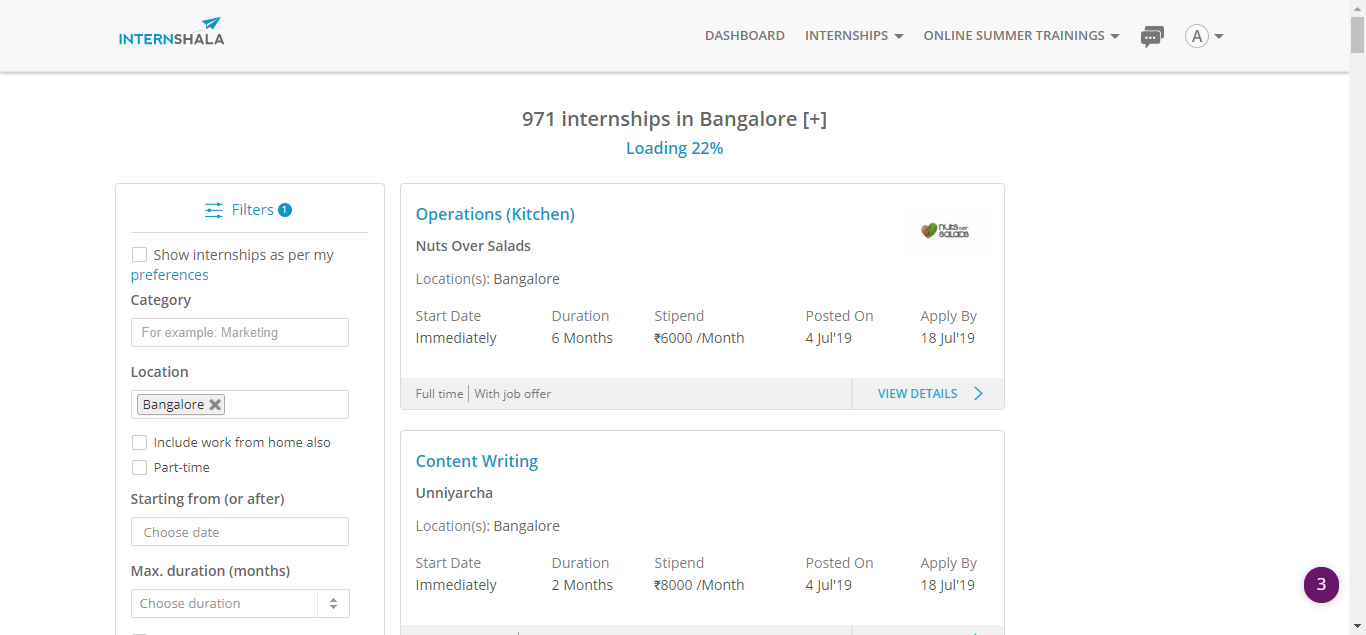 INTERNSHALA
DASHBOARD
INTERNSHIPS
ONLINE SUMMER TRAININGS
A
971 internships in Bangalore [+]
Loading 22%
Filters 1
Show internships as per my
preferences
Category
For example: Marketing
Location
Bangalore
Include work from home also
Part-time
Starting from (or after)
Choose date
Max. duration (months)
Choose duration
Operations (Kitchen)
nuts over
salads
Nuts Over Salads
Location(s): Bangalore
Start Date Duration Stipend Posted On Apply By
Immediately 6 Months ₹6000 /Month 4 Jul'19 18 Jul'19
Full time | With job offer
VIEW DETAILS
Content Writing
Unniyarcha
Location(s): Bangalore
Start Date Duration Stipend Posted On Apply By
Immediately 2 Months ₹8000 /Month 4 Jul'19 18 Jul'19
3